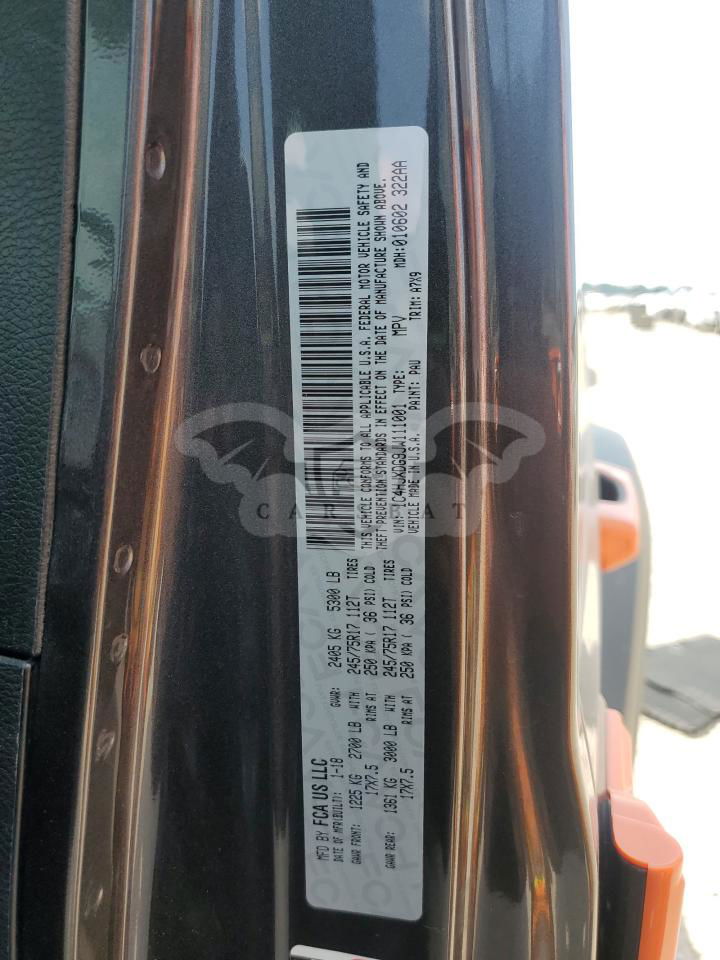 MFD BY FCA US LLC
DATE OF MFR(BUILT): 1-18 GVWR: 2405 KG 5300 LB
GAWR FRONT: 1225 KG 2700 LB WITH 245/75R17 112T TIRES
17X7.5 RIMS AT 250 KPA ( 36 PSI) COLD
GAWR REAR: 1361 KG 3000 LB WITH 245/75R17 112T TIRES
17X7.5 RIMS AT 250 KPA ( 36 PSI) COLD
THIS VEHICLE CONFORMS TO ALL APPLICABLE U.S.A. FEDERAL MOTOR VEHICLE SAFETY AND
THEFT PREVENTION STANDARDS IN EFFECT ON THE DATE OF MANUFACTURE SHOWN ABOVE.
VIN: 1C4HJXDG9JW111001 TYPE: MPV MDH:010602 322AA
VEHICLE MADE IN U.S.A. PAINT: PAU TRIM: A7X9